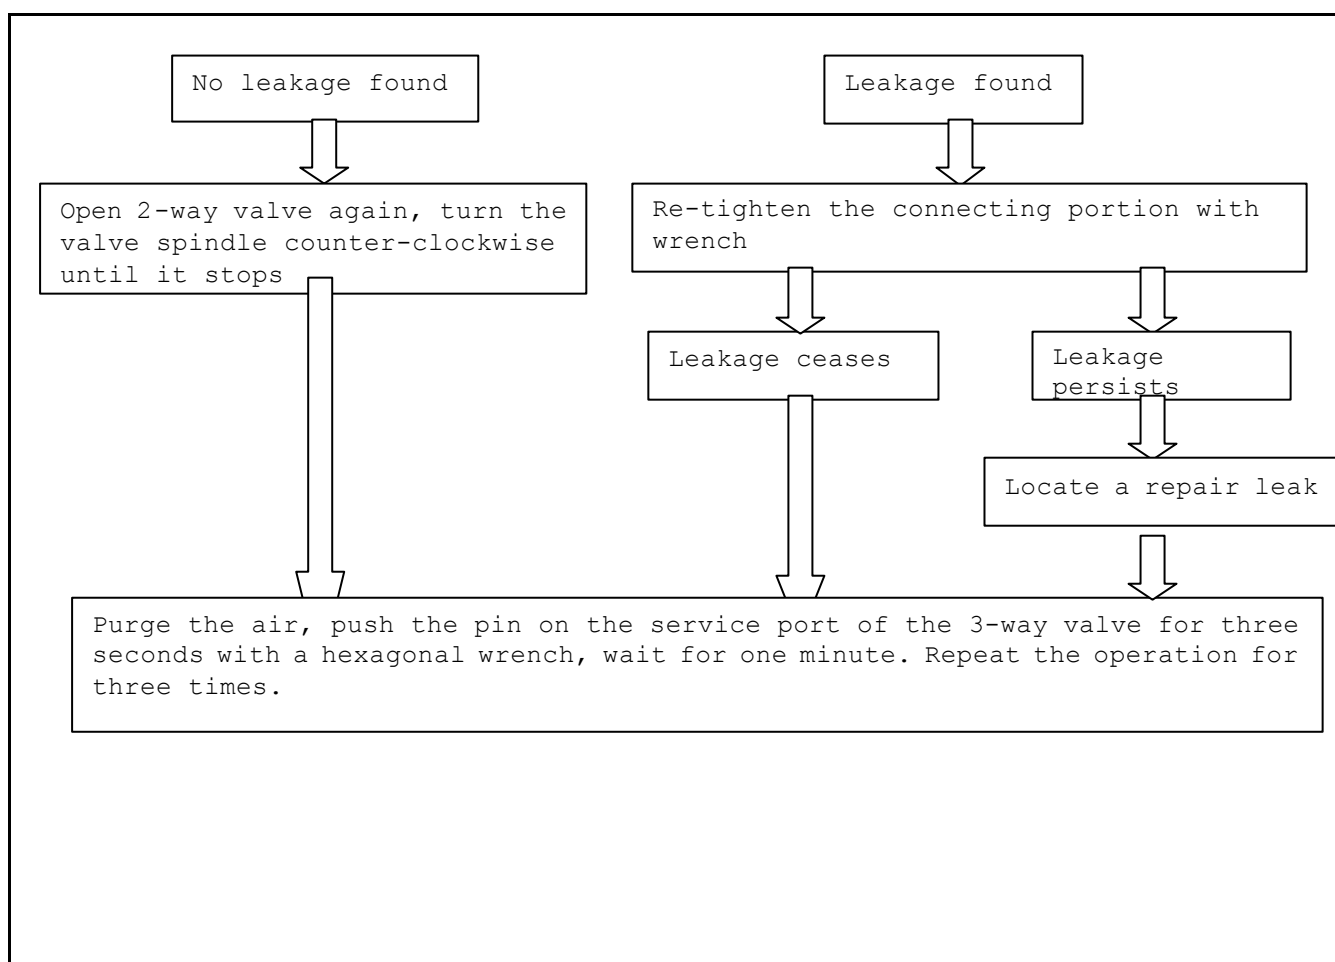 No leakage found
Leakage found
Open 2-way valve again, turn the
valve spindle counter-clockwise
until it stops
Re-tighten the connecting portion with
wrench
Leakage ceases
Leakage
persists
Locate a repair leak
Purge the air, push the pin on the service port of the 3-way valve for three
seconds with a hexagonal wrench, wait for one minute. Repeat the operation for
three times.